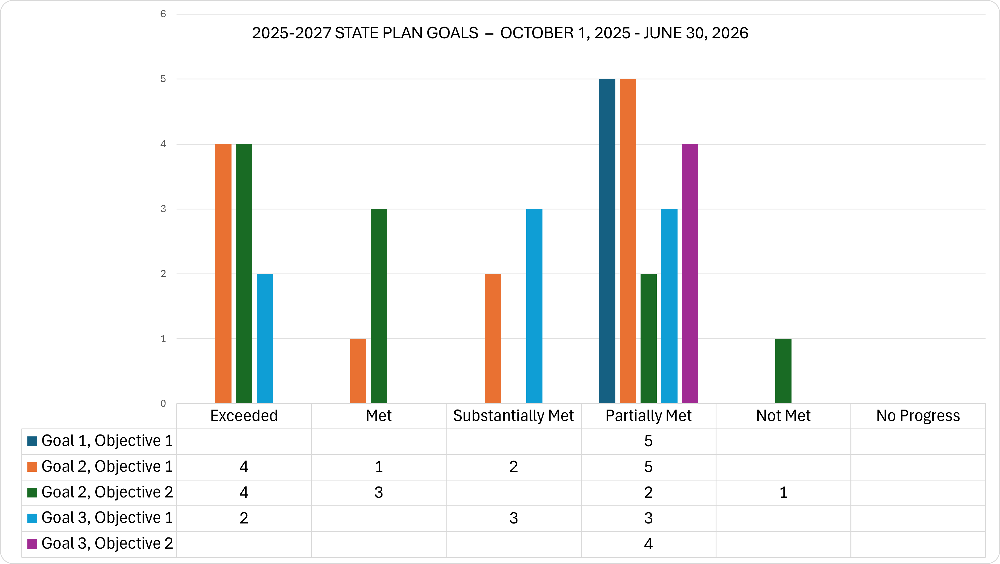 6
2025-2027 STATE PLAN GOALS – OCTOBER 1, 2025 - JUNE 30, 2026
5
4
3
2
1
0
Exceeded Met Substantially Met Partially Met Not Met No Progress
Goal 1, Objective 1 5
Goal 2, Objective 1 4 1 2 5
Goal 2, Objective 2 4 3 2 1
Goal 3, Objective 1 2 3 3
Goal 3, Objective 2 4